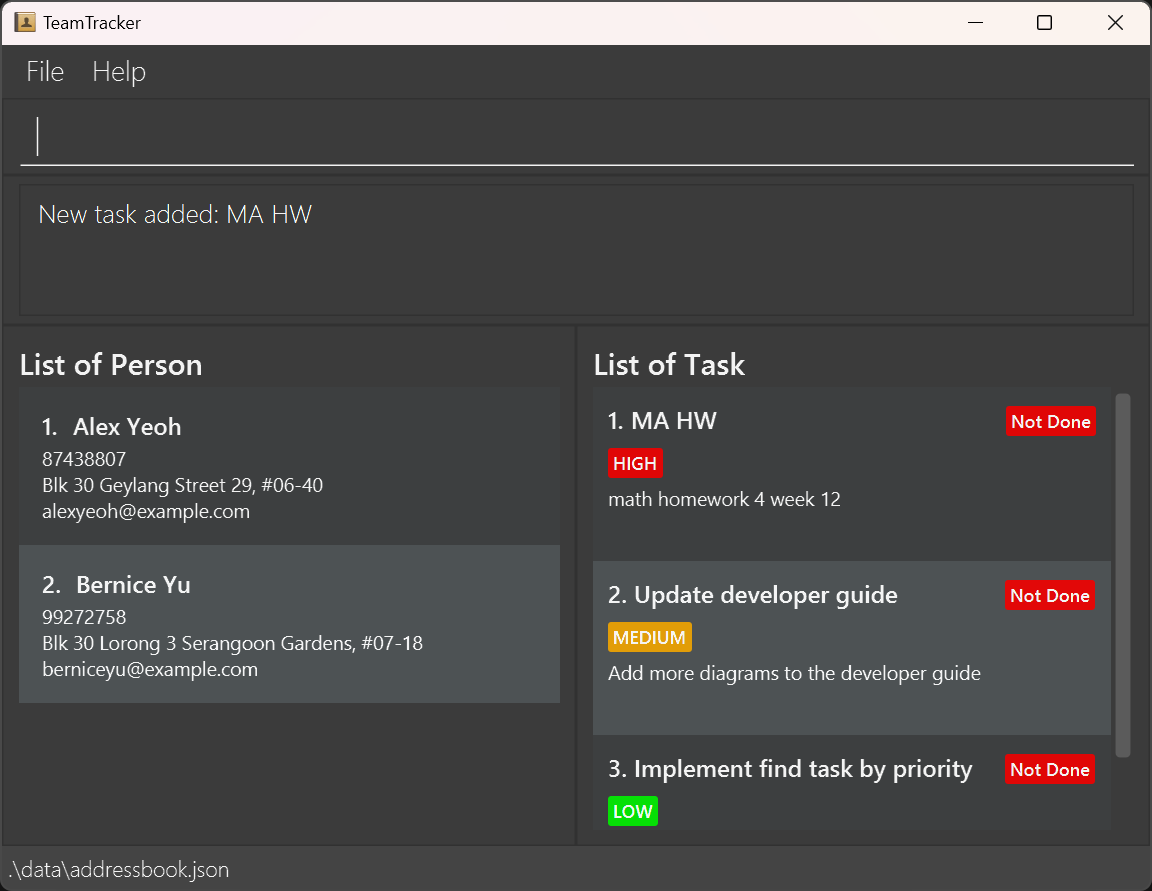 TeamTracker
File Help
New task added: MA HW
List of Person
1. Alex Yeoh
87438807
Blk 30 Geylang Street 29, #06-40
alexyeoh@example.com
2. Bernice Yu
99272758
Blk 30 Lorong 3 Serangoon Gardens, #07-18
berniceyu@example.com
List of Task
1. MA HW Not Done
HIGH
math homework 4 week 12
2. Update developer guide Not Done
MEDIUM
Add more diagrams to the developer guide
3. Implement find task by priority Not Done
LOW
.\data\addressbook.json